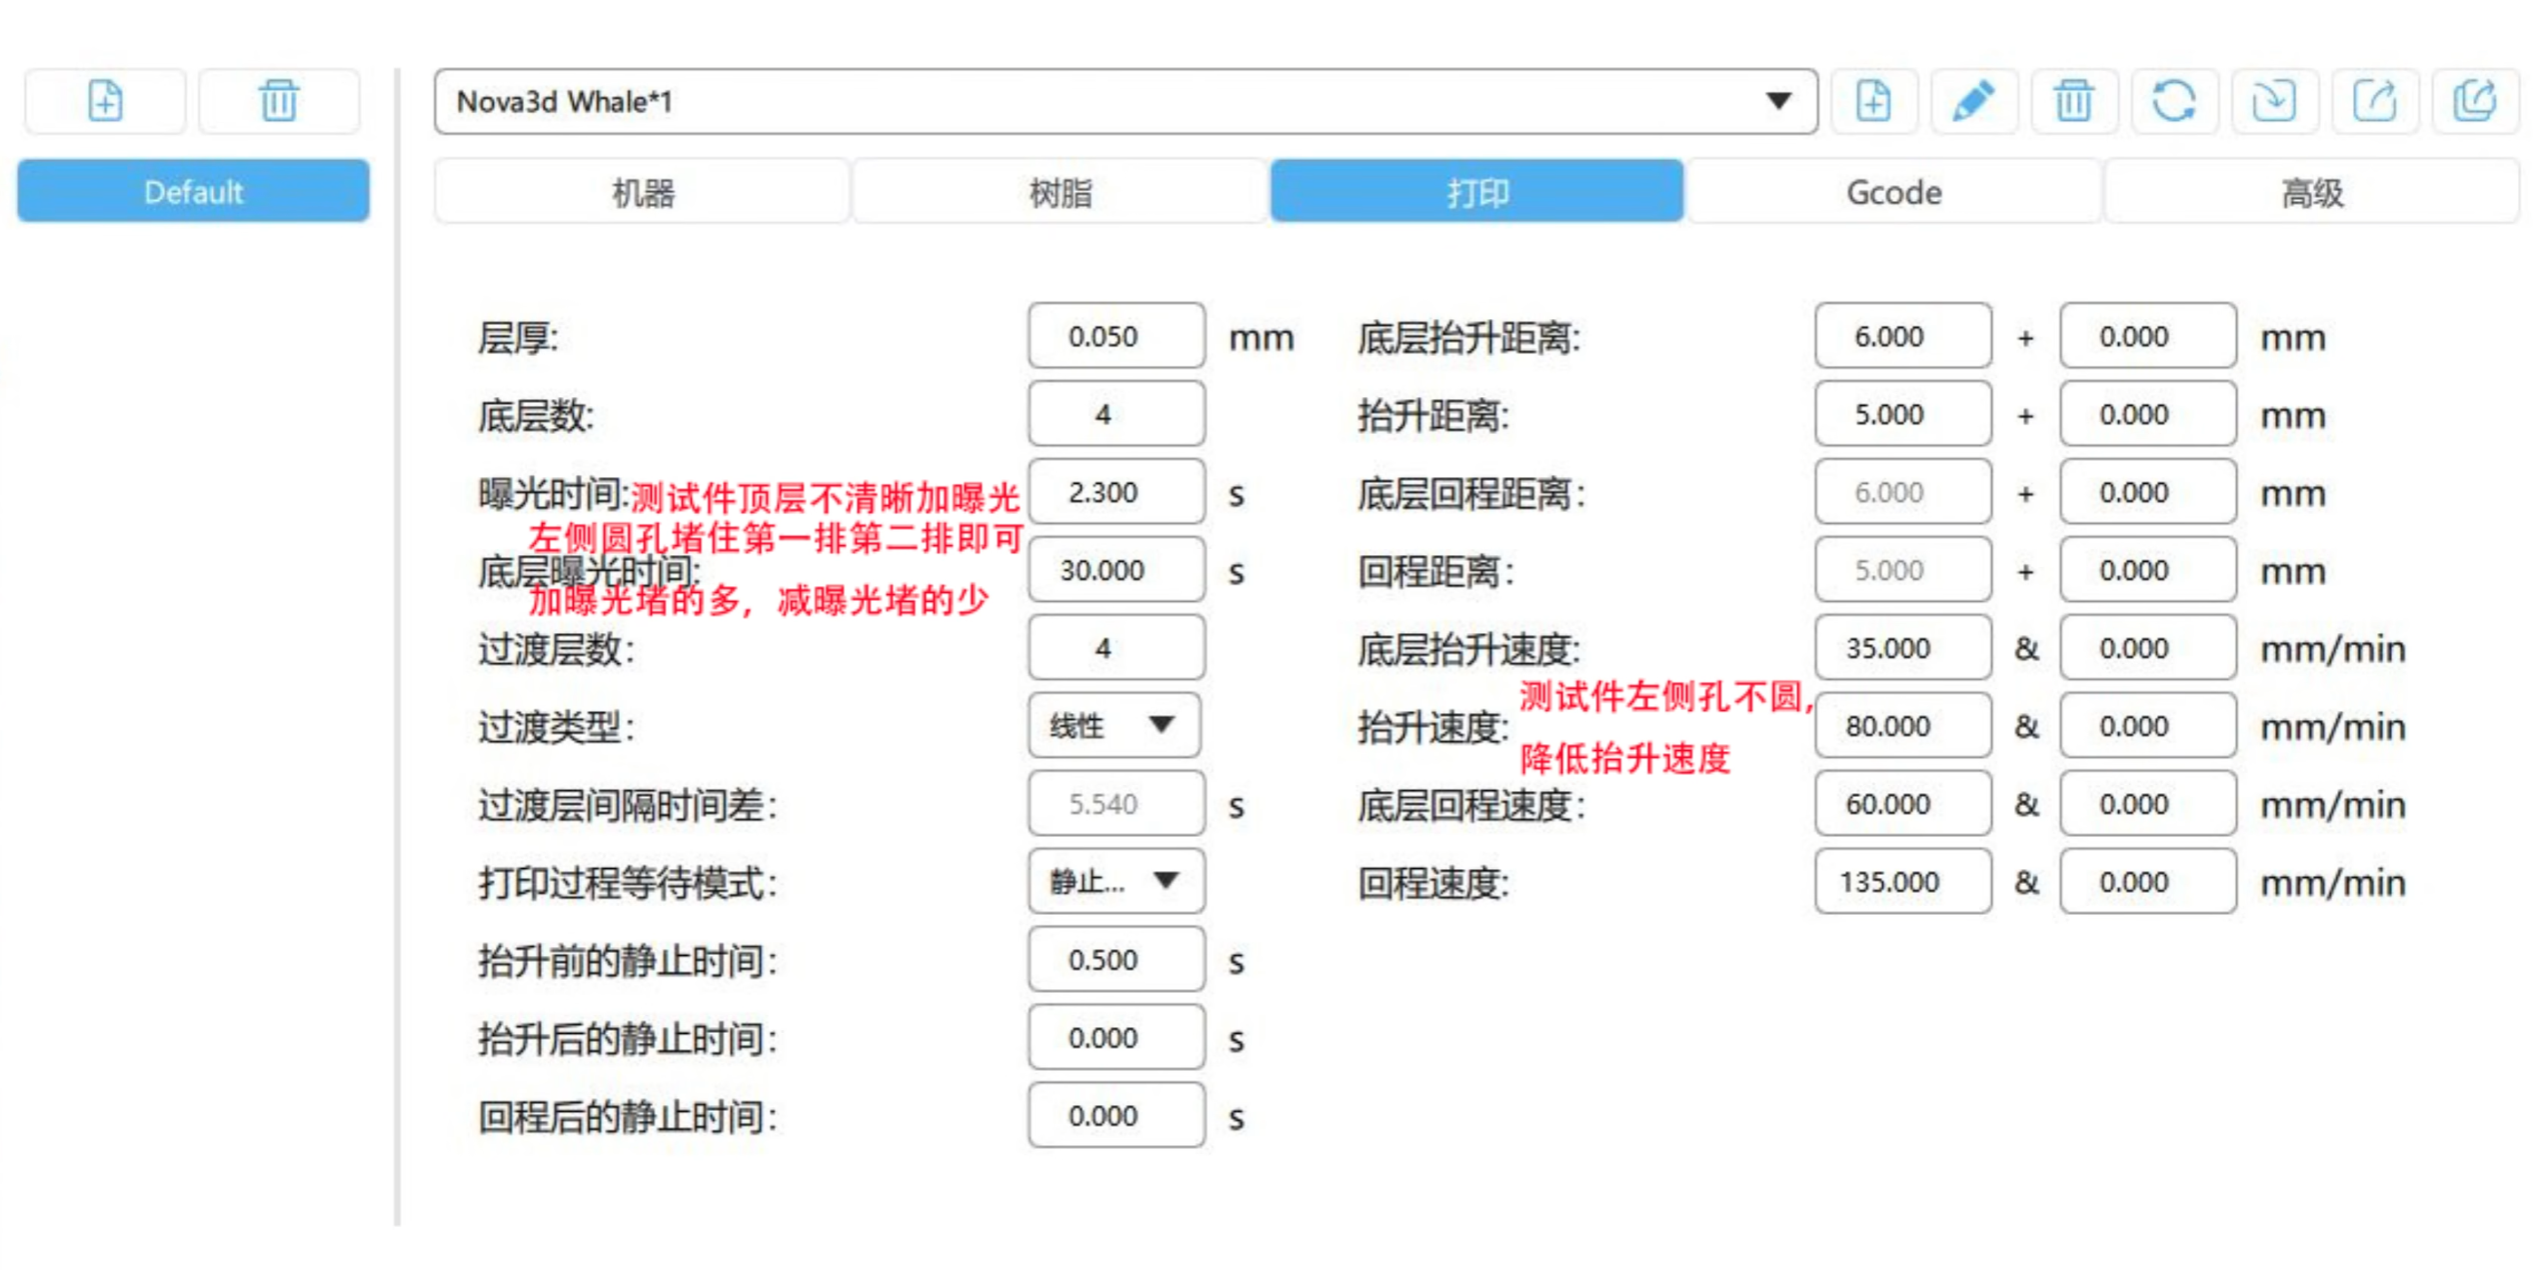 Nova3d Whale*1
Default
机器
树脂
打印
Gcode
高级
层厚: 0.050 mm
底层数: 4
曝光时间: 2.300 s
测试件顶层不清晰加曝光
左侧圆孔堵住第一排第二排即可
底层曝光时间: 30.000 s
加曝光堵的多，减曝光堵的少
过渡层数: 4
过渡类型: 线性
过渡层间隔时间差: 5.540 s
打印过程等待模式: 静止...
抬升前的静止时间: 0.500 s
抬升后的静止时间: 0.000 s
回程后的静止时间: 0.000 s
底层抬升距离: 6.000 + 0.000 mm
抬升距离: 5.000 + 0.000 mm
底层回程距离: 6.000 + 0.000 mm
回程距离: 5.000 + 0.000 mm
底层抬升速度: 35.000 & 0.000 mm/min
测试件左侧孔不圆，
抬升速度: 80.000 & 0.000 mm/min
降低抬升速度
底层回程速度: 60.000 & 0.000 mm/min
回程速度: 135.000 & 0.000 mm/min